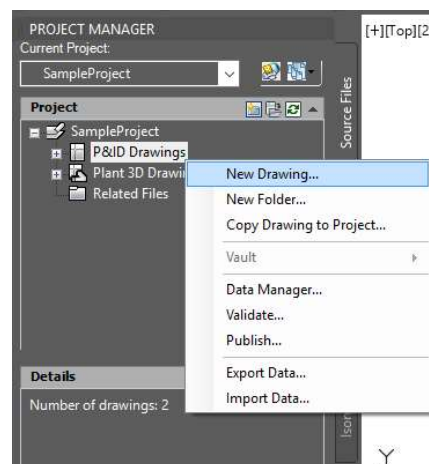 PROJECT MANAGER
Current Project:
SampleProject
Project
SampleProject
P&ID Drawings
Plant 3D Drawi
Related Files
New Drawing...
New Folder...
Copy Drawing to Project...
Vault
Data Manager...
Validate...
Publish...
Export Data...
Import Data...
Details
Number of drawings: 2
Source Files
Ison
[+][Top][2
Y